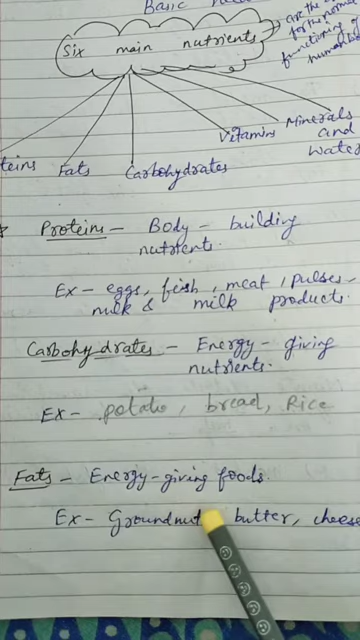 Basic
Six main nutrients
are the
for the normal
functioning of
human bo
teins
Fats
Carbohydrates
Vitamins
Minerals
and
Water
Proteins - Body - building
nutrients.
Ex - eggs, fish, meat, pulses -
milk & milk products.
Carbohydrates - Energy - giving
nutrients.
Ex - potato, bread, Rice
Fats - Energy - giving foods.
Ex - Groundnut butter, cheese